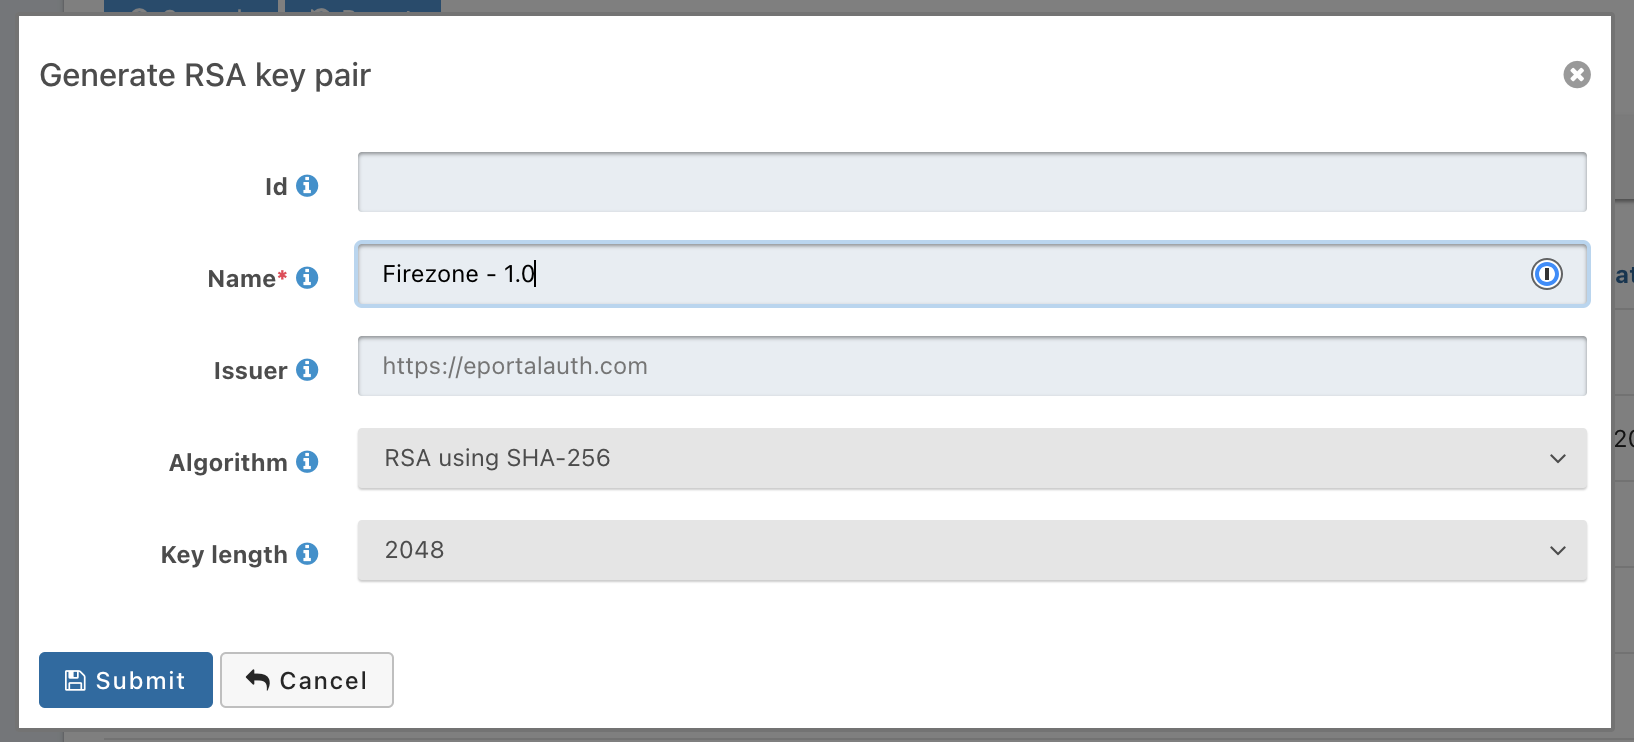 Generate RSA key pair
Id
Name*
Firezone - 1.0
Issuer
https://eportalauth.com
Algorithm
RSA using SHA-256
Key length
2048
Submit
Cancel